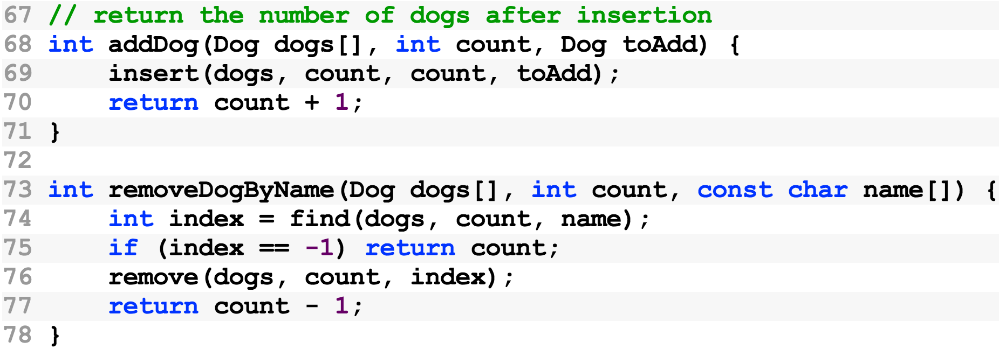 67 // return the number of dogs after insertion
68 int addDog(Dog dogs[], int count, Dog toAdd) {
69     insert(dogs, count, count, toAdd);
70     return count + 1;
71 }
72
73 int removeDogByName(Dog dogs[], int count, const char name[]) {
74     int index = find(dogs, count, name);
75     if (index == -1) return count;
76     remove(dogs, count, index);
77     return count - 1;
78 }